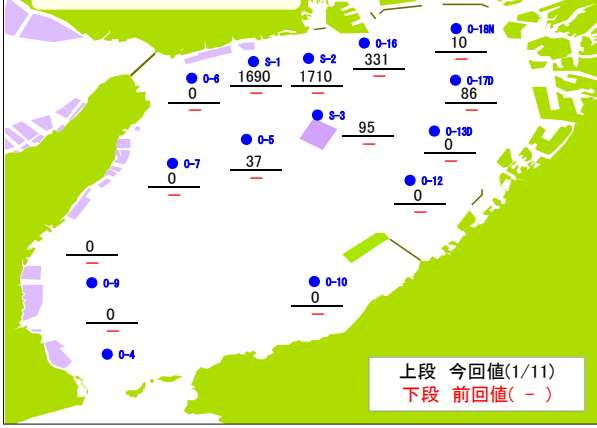 O-18N
10
—
O-16
331
—
S-2
1710
—
S-1
1690
—
O-6
0
—
O-17D
86
—
S-3
95
—
O-13D
0
—
O-5
37
—
O-7
0
—
O-12
0
—
0
—
O-9
O-10
0
—
0
—
O-4
上段 今回値(1/11)
下段 前回値( - )